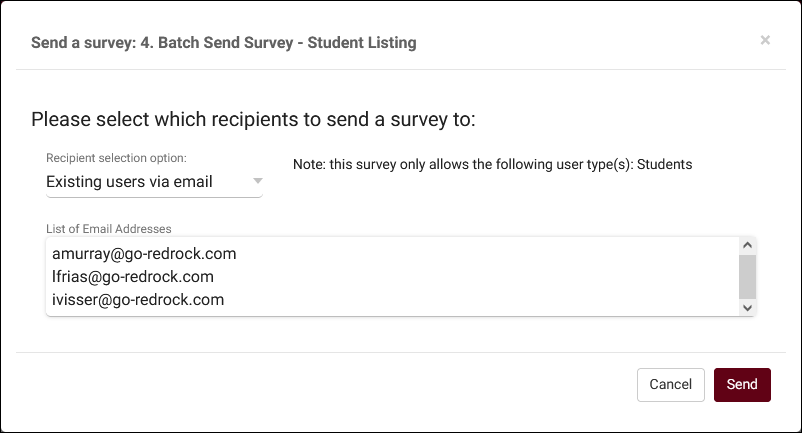 Send a survey: 4. Batch Send Survey - Student Listing
×
Please select which recipients to send a survey to:
Recipient selection option:
Existing users via email
Note: this survey only allows the following user type(s): Students
List of Email Addresses
amurray@go-redrock.com
lfrias@go-redrock.com
ivisser@go-redrock.com
Cancel
Send